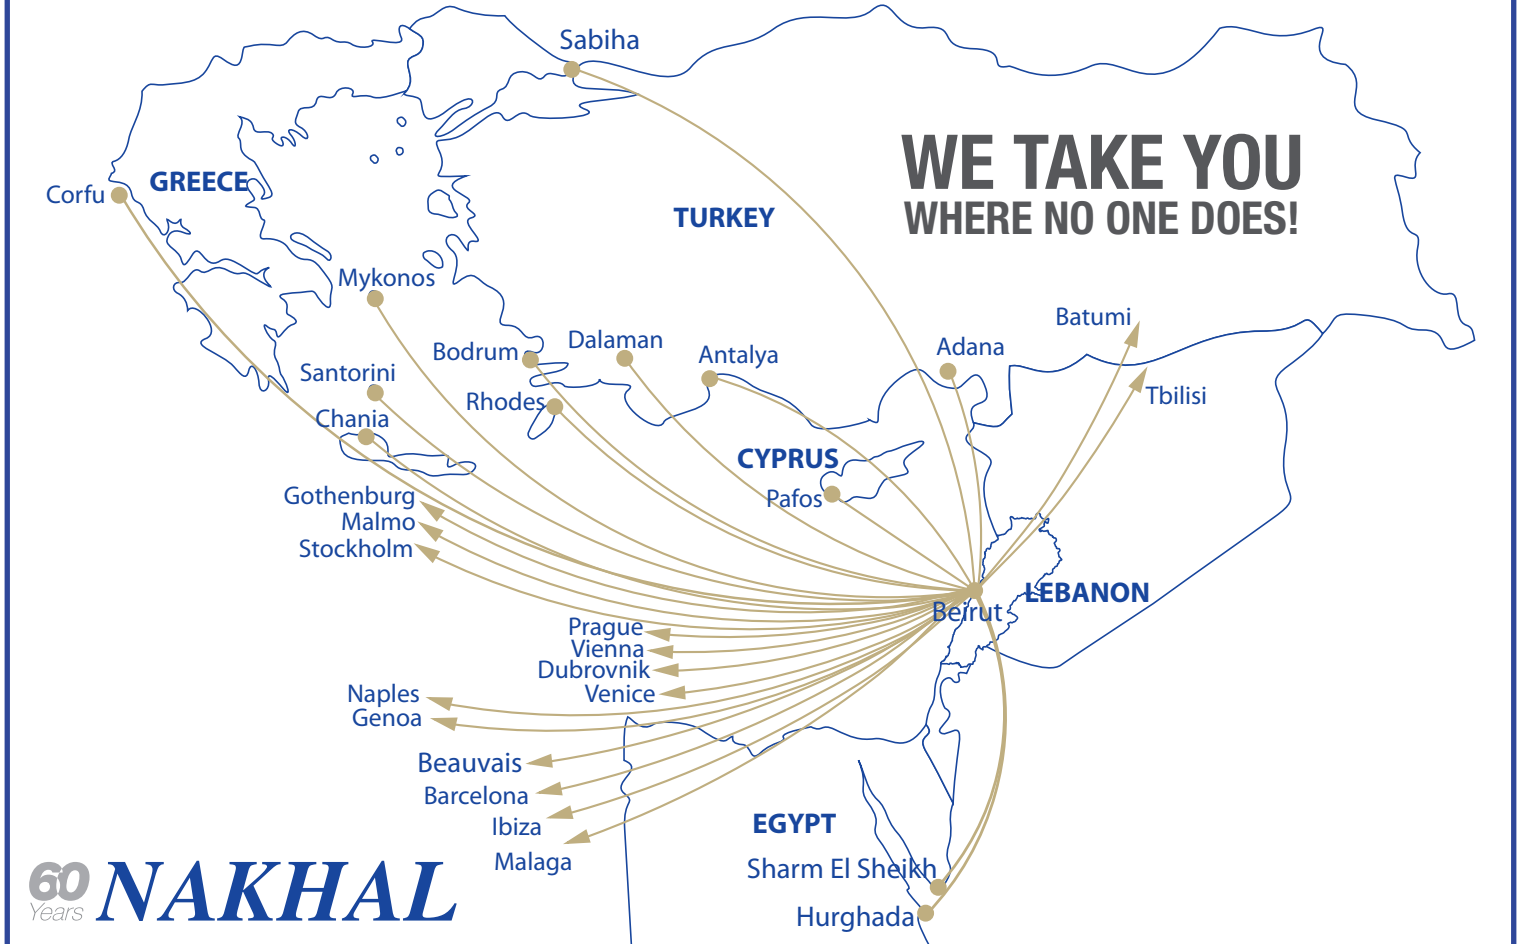 Sabiha
WE TAKE YOU
WHERE NO ONE DOES!
GREECE
Corfu
TURKEY
Mykonos
Batumi
Bodrum
Dalaman
Antalya
Adana
Santorini
Rhodes
Tbilisi
Chania
CYPRUS
Pafos
Gothenburg
Malmo
Stockholm
LEBANON
Beirut
Prague
Vienna
Dubrovnik
Venice
Naples
Genoa
Beauvais
Barcelona
Ibiza
Malaga
EGYPT
Sharm El Sheikh
Hurghada
60
Years
NAKHAL